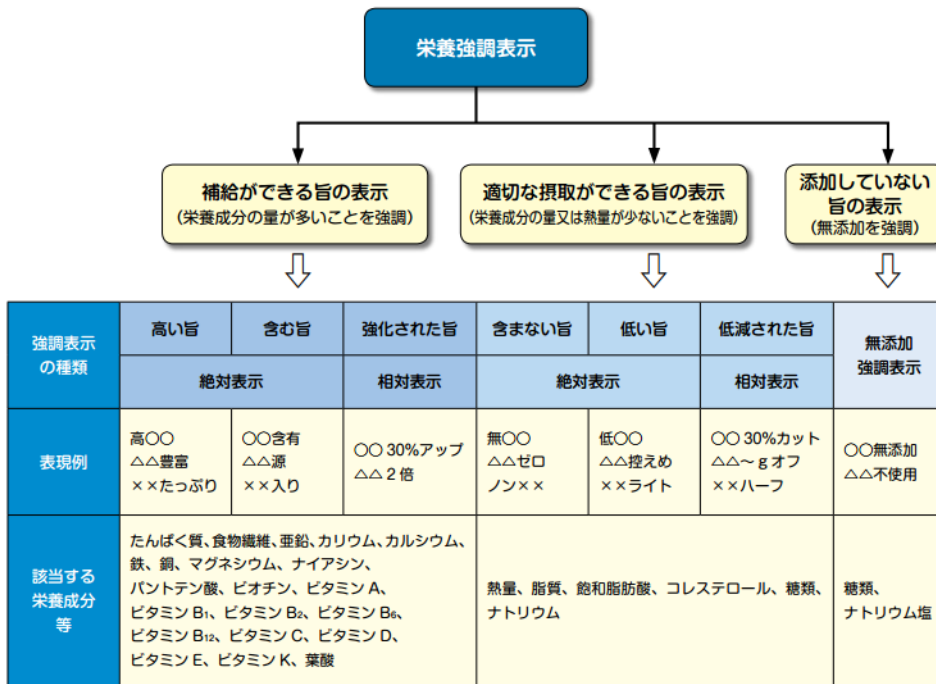 栄養強調表示
補給ができる旨の表示
(栄養成分の量が多いことを強調)
適切な摂取ができる旨の表示
(栄養成分の量又は熱量が少ないことを強調)
添加していない
旨の表示
(無添加を強調)
強調表示
の種類
高い旨
含む旨
強化された旨
含まない旨
低い旨
低減された旨
無添加
強調表示
絶対表示
相対表示
絶対表示
相対表示
表現例
高○○
△△豊富
××たっぷり
○○含有
△△源
××入り
○○30%アップ
△△2倍
無○○
△△ゼロ
ノン××
低○○
△△控えめ
××ライト
○○30%カット
△△～gオフ
××ハーフ
○○無添加
△△不使用
該当する
栄養成分
等
たんぱく質、食物繊維、亜鉛、カリウム、カルシウム、
鉄、銅、マグネシウム、ナイアシン、
パントテン酸、ビオチン、ビタミンA、
ビタミンB₁、ビタミンB₂、ビタミンB₆、
ビタミンB₁₂、ビタミンC、ビタミンD、
ビタミンE、ビタミンK、葉酸
熱量、脂質、飽和脂肪酸、コレステロール、糖類、
ナトリウム
糖類、
ナトリウム塩